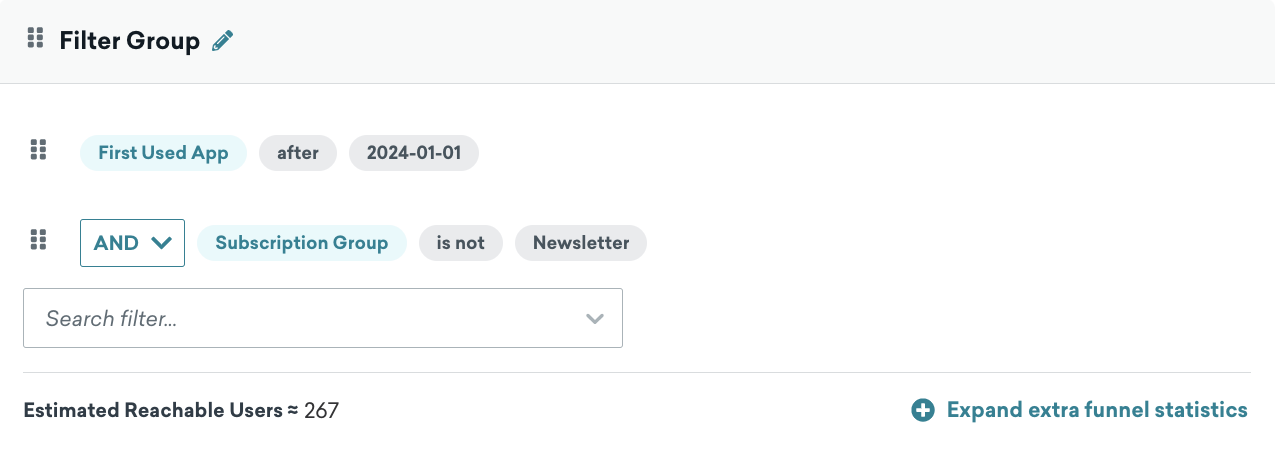 Filter Group
First Used App after 2024-01-01
AND Subscription Group is not Newsletter
Search filter...
Estimated Reachable Users ≈ 267 Expand extra funnel statistics